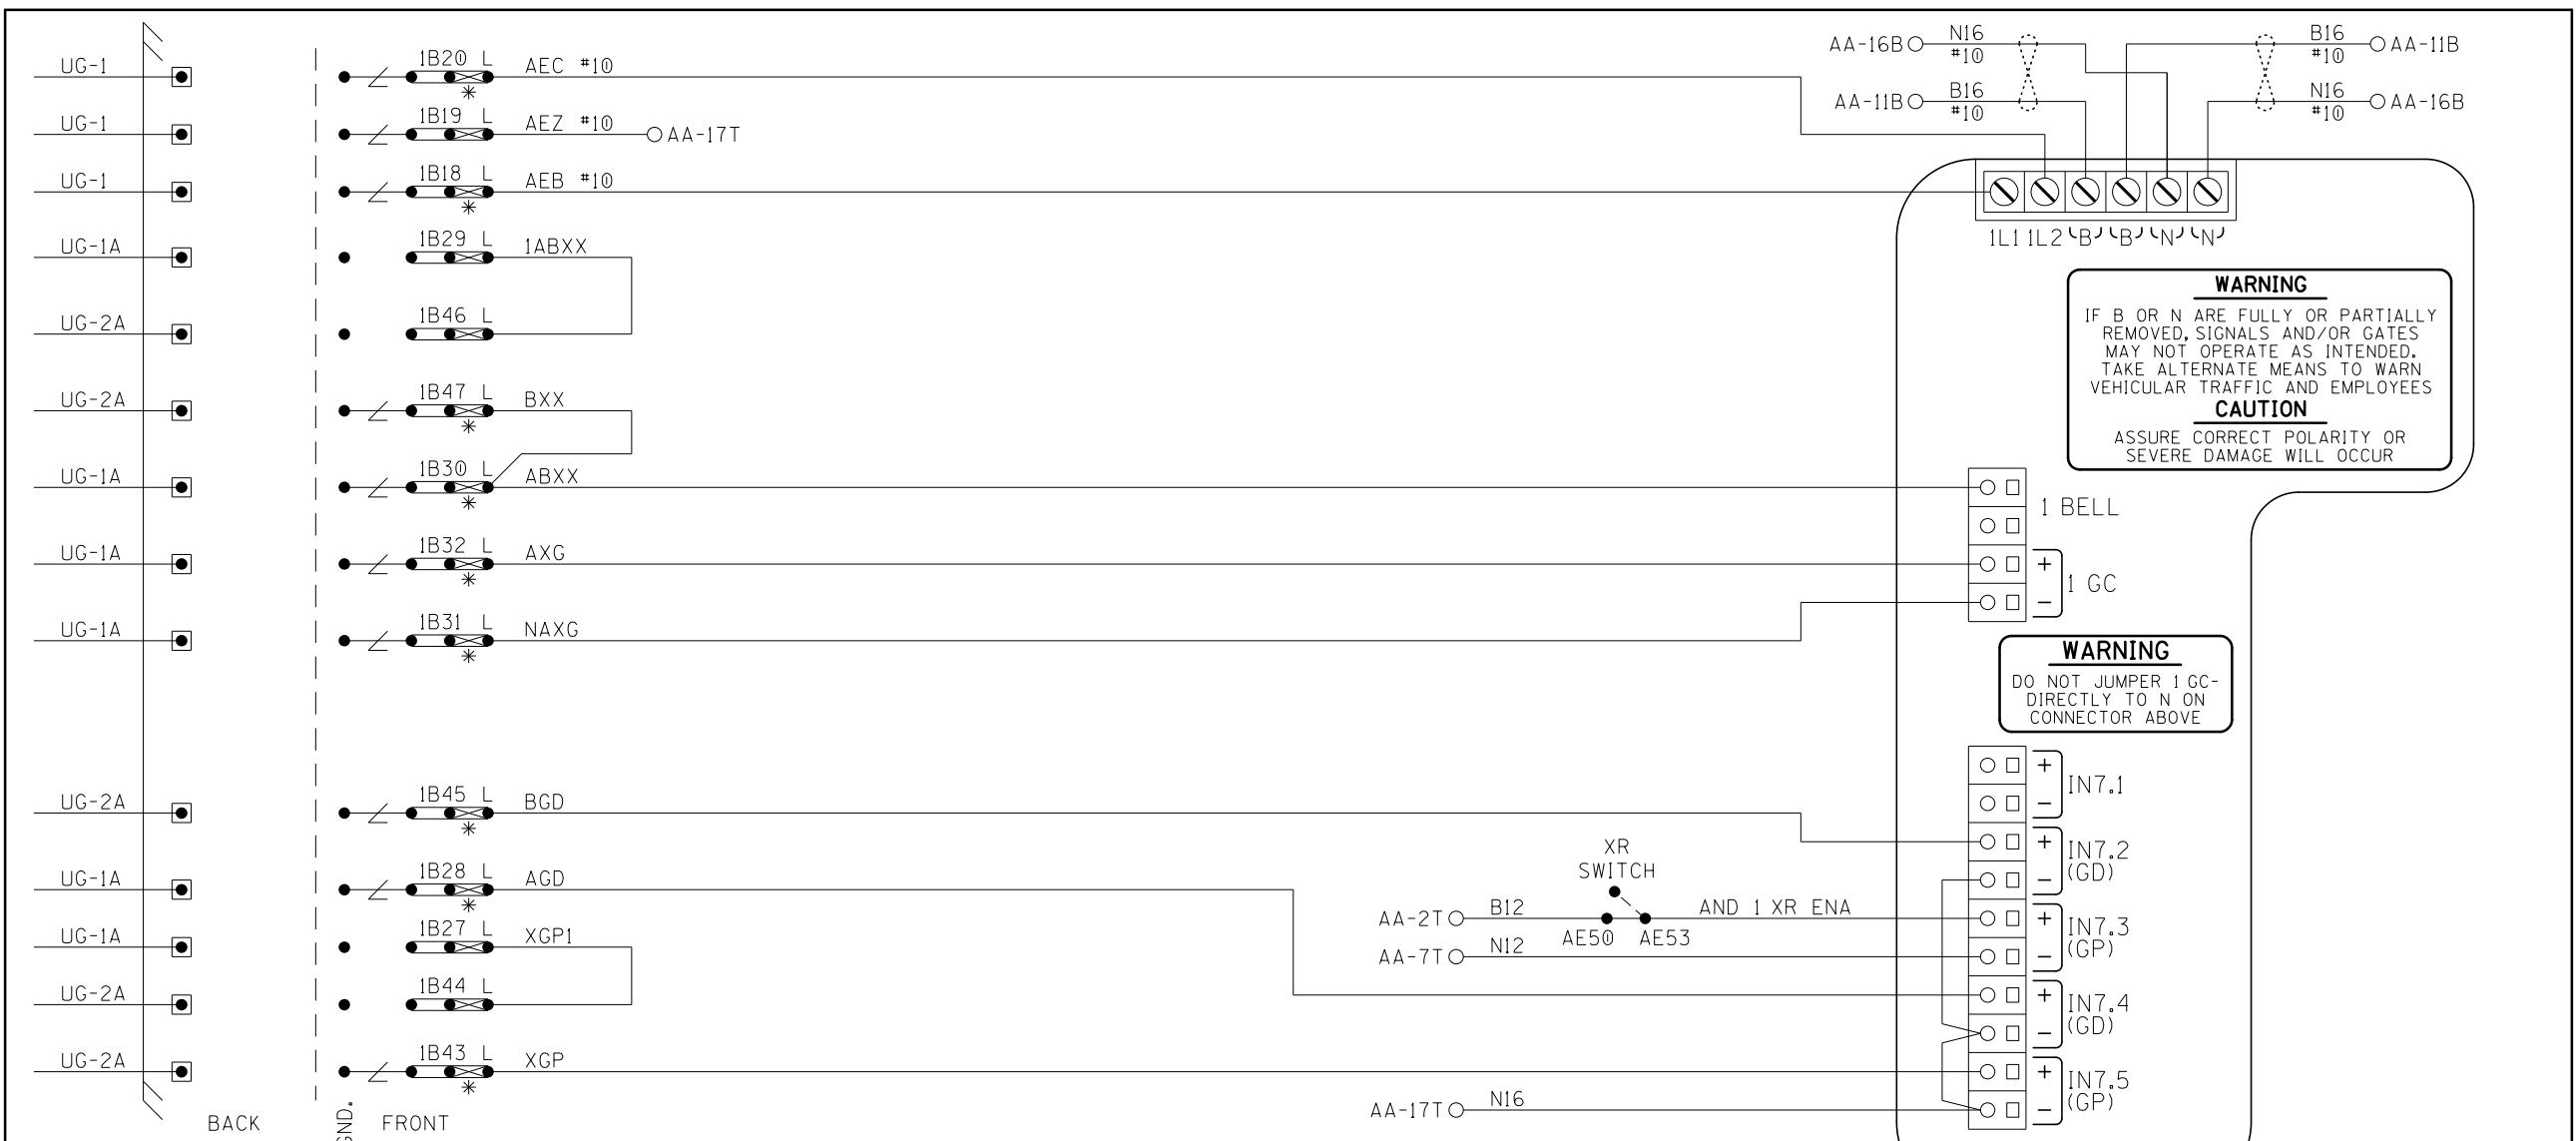 UG-1 1B20 L AEC #10
UG-1 1B19 L AEZ #10 AA-17T
UG-1 1B18 L AEB #10
UG-1A 1B29 L 1ABXX
UG-2A 1B46 L
UG-2A 1B47 L BXX
UG-1A 1B30 L ABXX
UG-1A 1B32 L AXG
UG-1A 1B31 L NAXG
UG-2A 1B45 L BGD
UG-1A 1B28 L AGD
UG-1A 1B27 L XGP1
UG-2A 1B44 L
UG-2A 1B43 L XGP
BACK
GND.
FRONT
AA-16B N16 #10
AA-11B B16 #10
B16 #10 AA-11B
N16 #10 AA-16B
1L1 1L2 B B N N
WARNING
IF B OR N ARE FULLY OR PARTIALLY
REMOVED, SIGNALS AND/OR GATES
MAY NOT OPERATE AS INTENDED.
TAKE ALTERNATE MEANS TO WARN
VEHICULAR TRAFFIC AND EMPLOYEES
CAUTION
ASSURE CORRECT POLARITY OR
SEVERE DAMAGE WILL OCCUR
1 BELL
+
1 GC
-
WARNING
DO NOT JUMPER 1 GC-
DIRECTLY TO N ON
CONNECTOR ABOVE
+
IN7.1
-
+
IN7.2
(GD)
-
XR
SWITCH
AA-2T B12 AE50 AE53 AND 1 XR ENA
AA-7T N12
+
IN7.3
(GP)
-
+
IN7.4
(GD)
-
+
IN7.5
(GP)
-
AA-17T N16